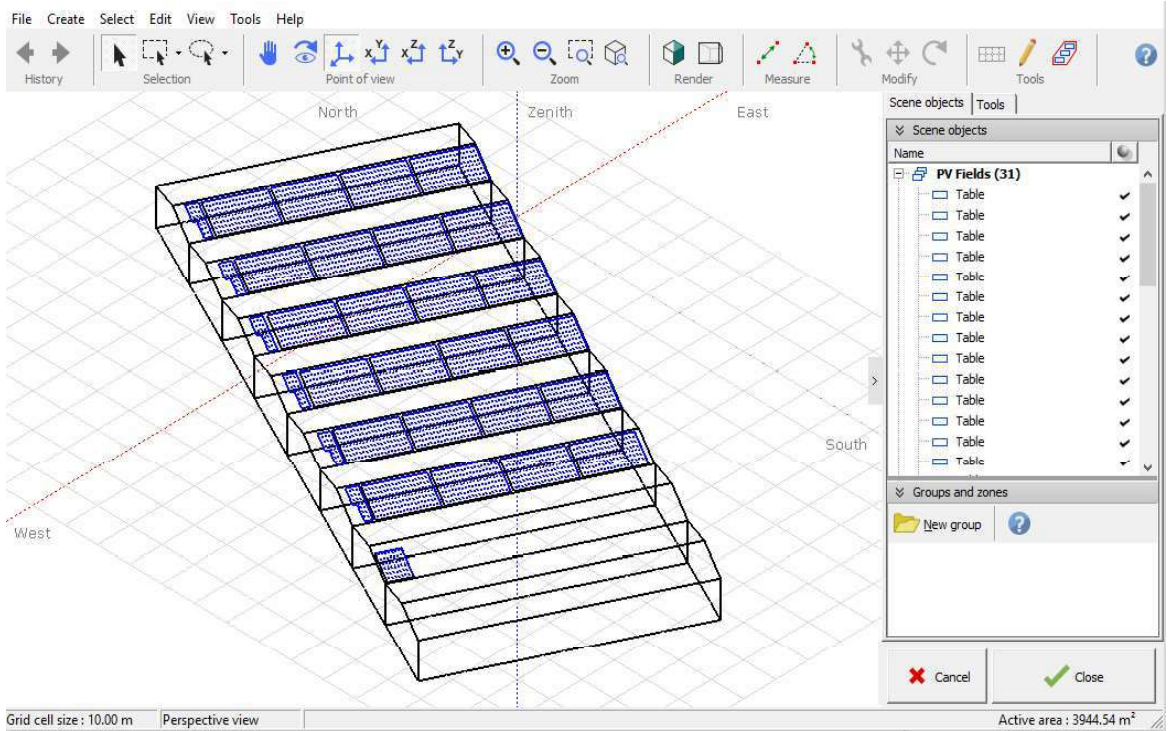 File Create Select Edit View Tools Help
History Selection Point of view Zoom Render Measure Modify Tools
North Zenith East
South
West
Scene objects Tools
Scene objects
Name
PV Fields (31)
Table
Table
Table
Table
Table
Table
Table
Table
Table
Table
Table
Table
Table
Table
Groups and zones
New group
Cancel Close
Grid cell size : 10.00 m Perspective view Active area : 3944.54 m²